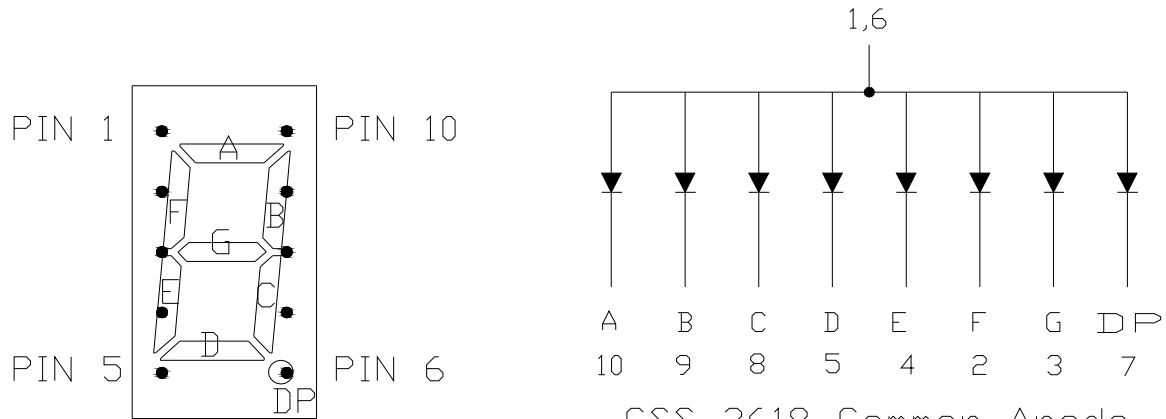 1,6
PIN 1
PIN 10
A
F
B
G
E
C
D
PIN 5
PIN 6
DP
A B C D E F G DP
10 9 8 5 4 2 3 7
Common Anode